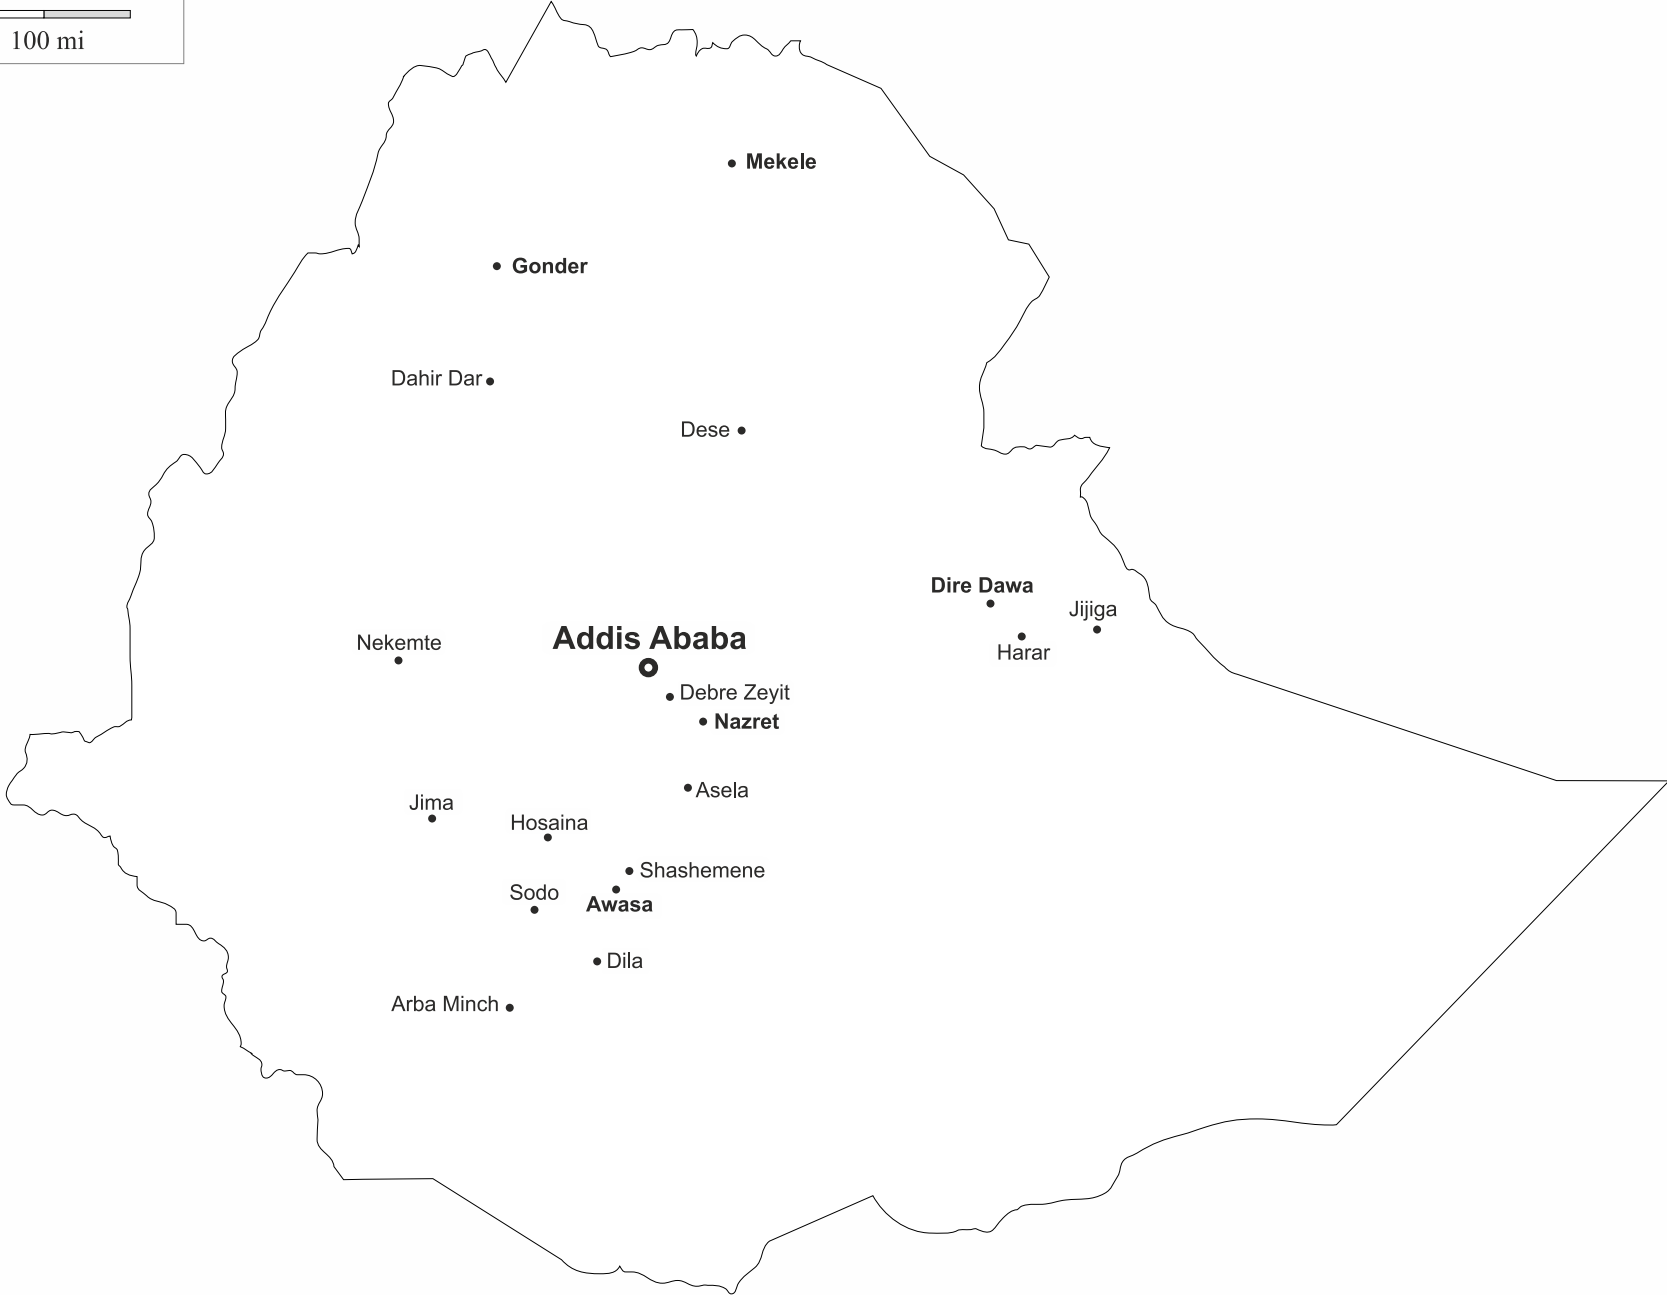 100 mi
Mekele
Gonder
Dahir Dar
Dese
Dire Dawa
Jijiga
Harar
Nekemte
Addis Ababa
Debre Zeyit
Nazret
Asela
Jima
Hosaina
Shashemene
Sodo
Awasa
Dila
Arba Minch